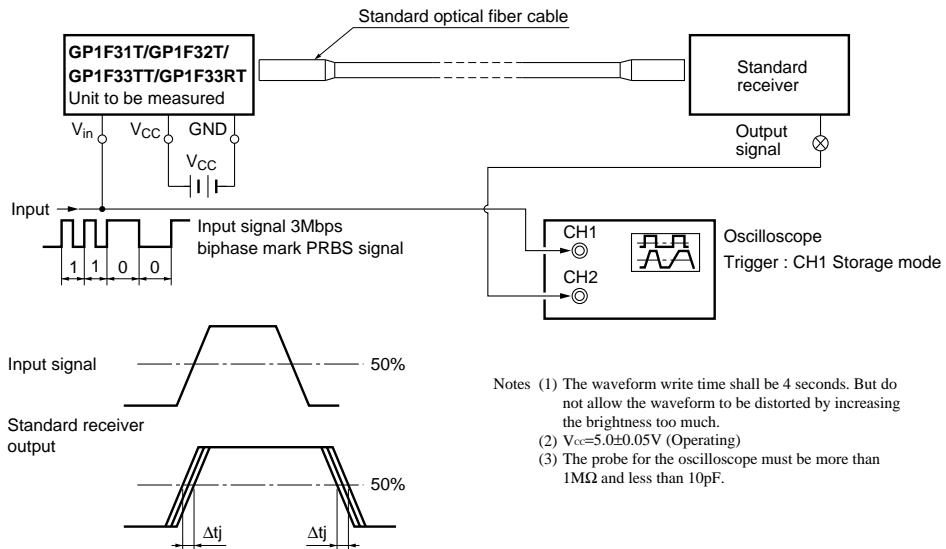 Standard optical fiber cable
GP1F31T/GP1F32T/
GP1F33TT/GP1F33RT
Unit to be measured
Standard
receiver
Vin
VCC
GND
VCC
Output
signal
Input
Input signal 3Mbps
biphase mark PRBS signal
1 1 0 0
CH1
CH2
Oscilloscope
Trigger : CH1 Storage mode
Input signal
50%
Standard receiver
output
50%
Δtj
Δtj
Notes (1) The waveform write time shall be 4 seconds. But do
not allow the waveform to be distorted by increasing
the brightness too much.
(2) Vcc=5.0±0.05V (Operating)
(3) The probe for the oscilloscope must be more than
1MΩ and less than 10pF.